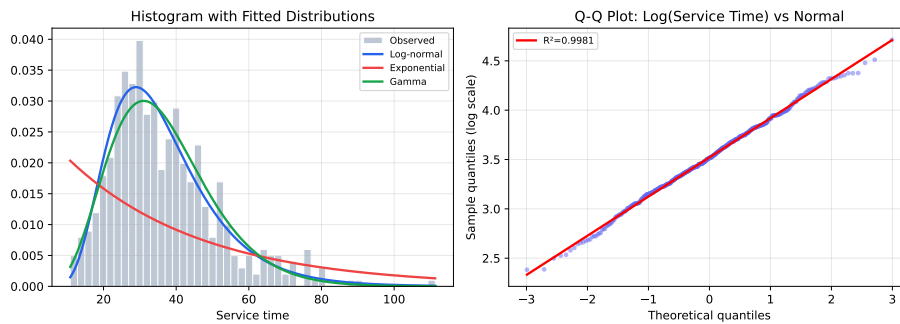 Histogram with Fitted Distributions
0.040
0.035
0.030
0.025
0.020
0.015
0.010
0.005
0.000
20 40 60 80 100
Service time
Observed
Log-normal
Exponential
Gamma
Q-Q Plot: Log(Service Time) vs Normal
R²=0.9981
Sample quantiles (log scale)
4.5
4.0
3.5
3.0
2.5
−3 −2 −1 0 1 2 3
Theoretical quantiles